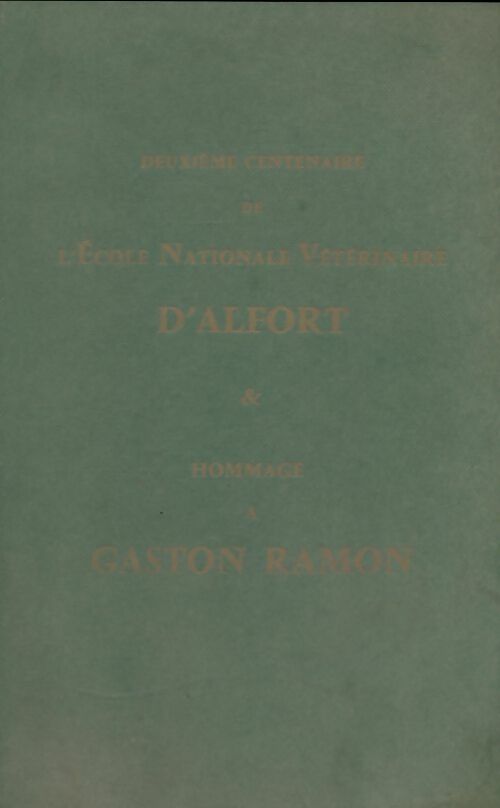 DEUXIÈME CENTENAIRE
DE
L'ÉCOLE NATIONALE VÉTÉRINAIRE
D'ALFORT
&
HOMMAGE
A
GASTON RAMON